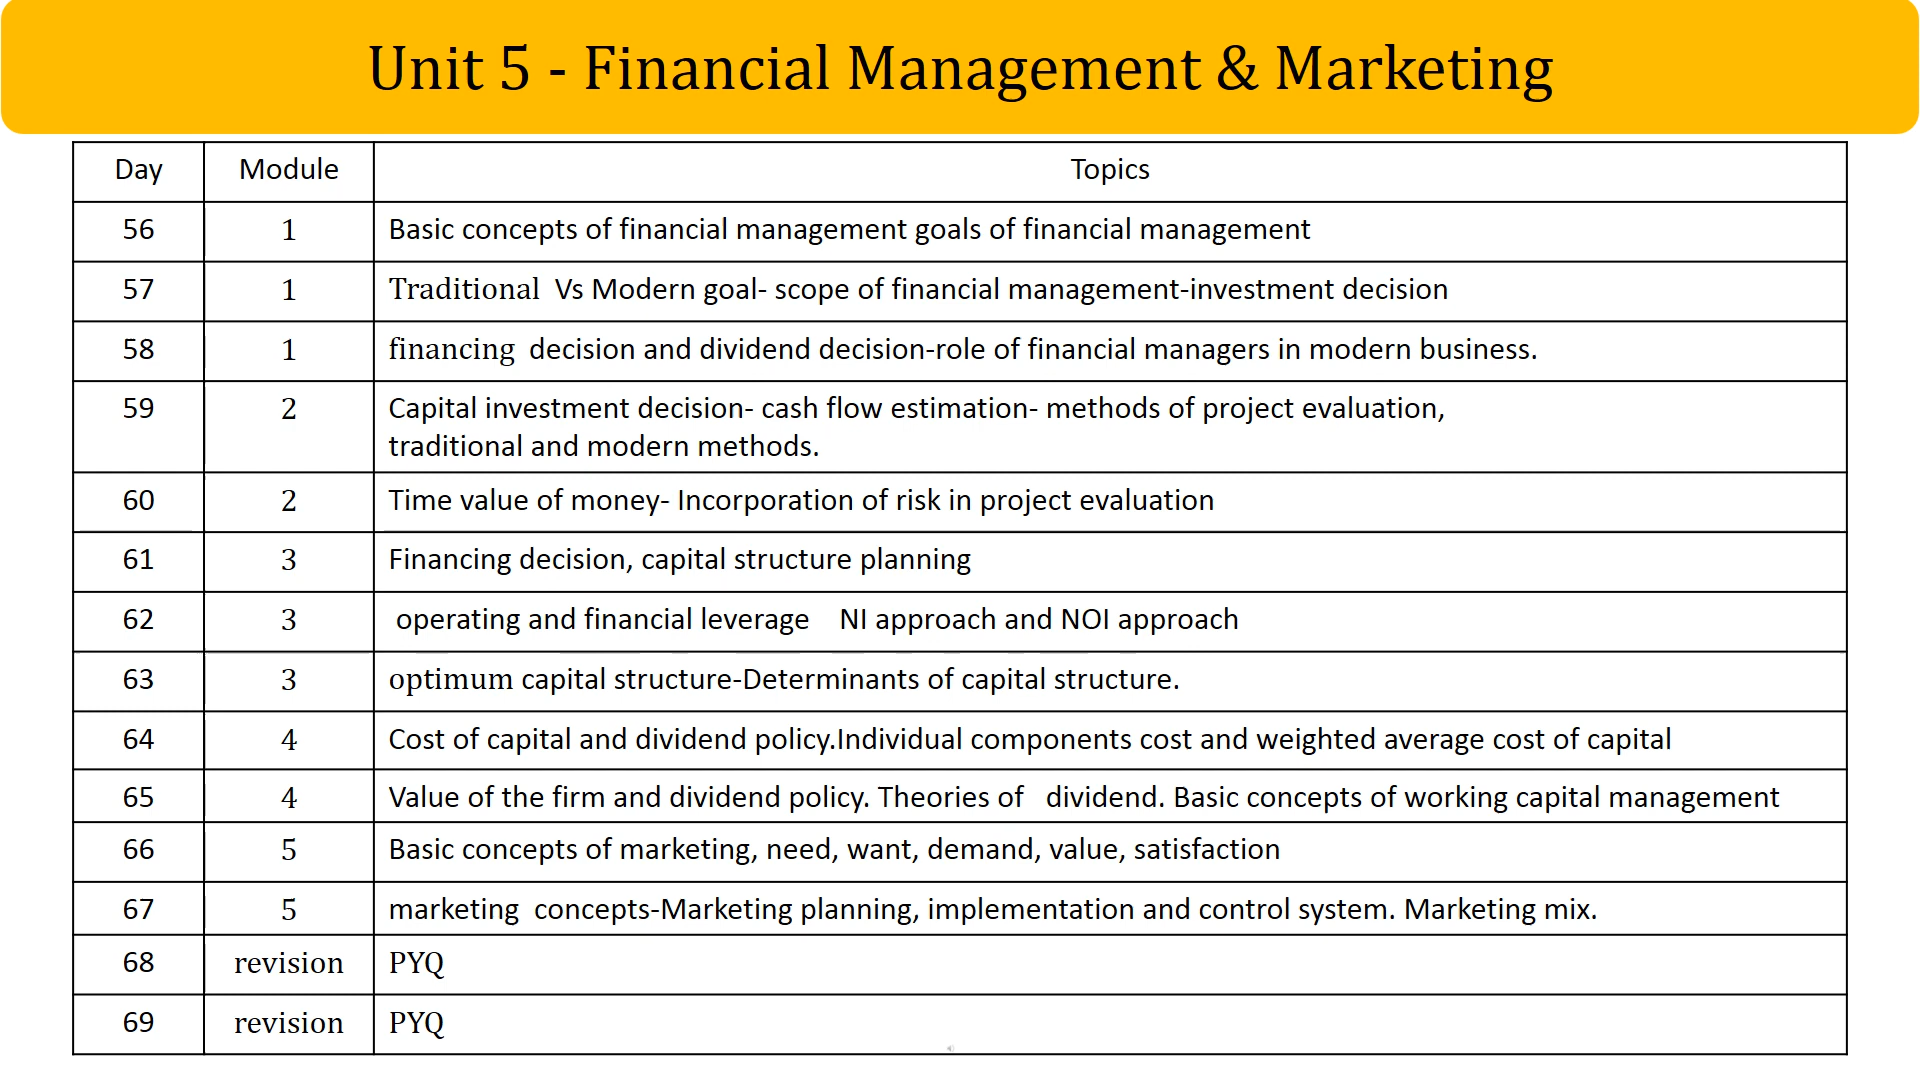 Unit 5 - Financial Management & Marketing
Day Module Topics
56 1 Basic concepts of financial management goals of financial management
57 1 Traditional Vs Modern goal- scope of financial management-investment decision
58 1 financing decision and dividend decision-role of financial managers in modern business.
59 2 Capital investment decision- cash flow estimation- methods of project evaluation,
traditional and modern methods.
60 2 Time value of money- Incorporation of risk in project evaluation
61 3 Financing decision, capital structure planning
62 3 operating and financial leverage NI approach and NOI approach
63 3 optimum capital structure-Determinants of capital structure.
64 4 Cost of capital and dividend policy.Individual components cost and weighted average cost of capital
65 4 Value of the firm and dividend policy. Theories of dividend. Basic concepts of working capital management
66 5 Basic concepts of marketing, need, want, demand, value, satisfaction
67 5 marketing concepts-Marketing planning, implementation and control system. Marketing mix.
68 revision PYQ
69 revision PYQ